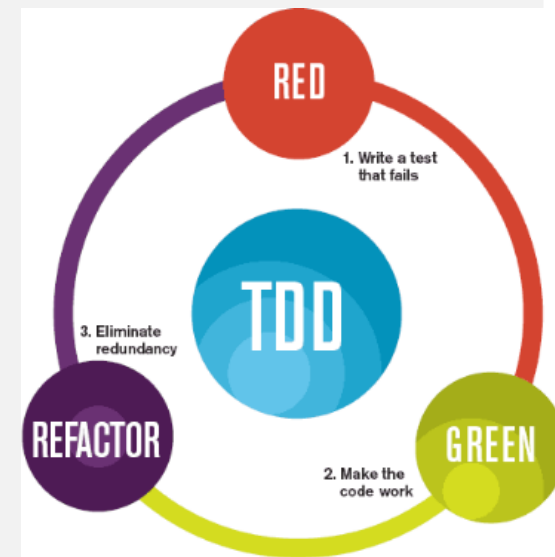 RED
1. Write a test
that fails
TDD
3. Eliminate
redundancy
REFACTOR
GREEN
2. Make the
code work